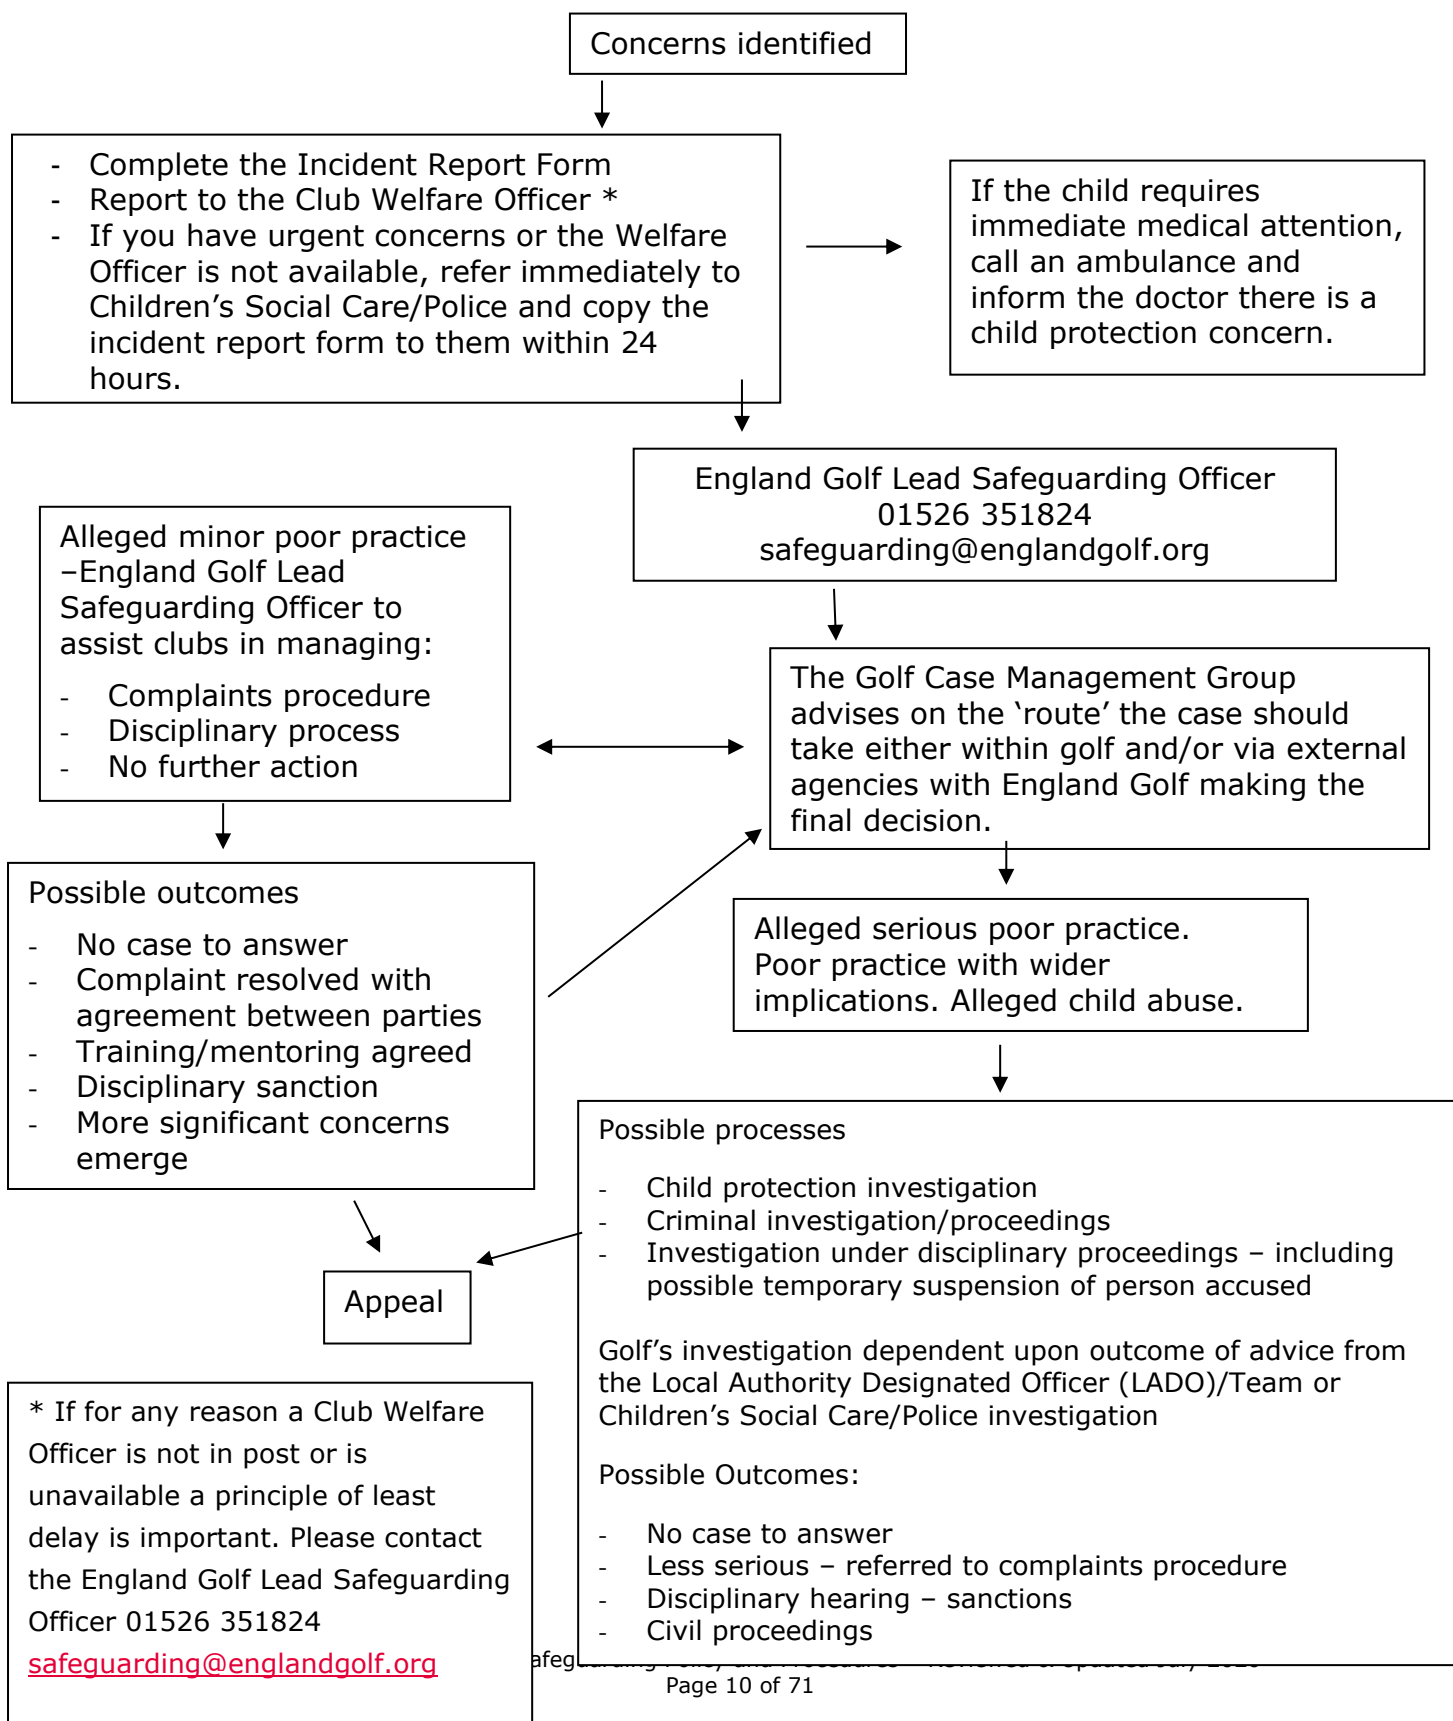 Concerns identified
- Complete the Incident Report Form
- Report to the Club Welfare Officer *
- If you have urgent concerns or the Welfare
Officer is not available, refer immediately to
Children’s Social Care/Police and copy the
incident report form to them within 24
hours.
If the child requires
immediate medical attention,
call an ambulance and
inform the doctor there is a
child protection concern.
England Golf Lead Safeguarding Officer
01526 351824
safeguarding@englandgolf.org
Alleged minor poor practice
–England Golf Lead
Safeguarding Officer to
assist clubs in managing:
- Complaints procedure
- Disciplinary process
- No further action
The Golf Case Management Group
advises on the ‘route’ the case should
take either within golf and/or via external
agencies with England Golf making the
final decision.
Possible outcomes
- No case to answer
- Complaint resolved with
agreement between parties
- Training/mentoring agreed
- Disciplinary sanction
- More significant concerns
emerge
Alleged serious poor practice.
Poor practice with wider
implications. Alleged child abuse.
Possible processes
- Child protection investigation
- Criminal investigation/proceedings
- Investigation under disciplinary proceedings – including
possible temporary suspension of person accused
Golf’s investigation dependent upon outcome of advice from
the Local Authority Designated Officer (LADO)/Team or
Children’s Social Care/Police investigation
Possible Outcomes:
- No case to answer
- Less serious – referred to complaints procedure
- Disciplinary hearing – sanctions
- Civil proceedings
Appeal
* If for any reason a Club Welfare
Officer is not in post or is
unavailable a principle of least
delay is important. Please contact
the England Golf Lead Safeguarding
Officer 01526 351824
safeguarding@englandgolf.org
Page 10 of 71